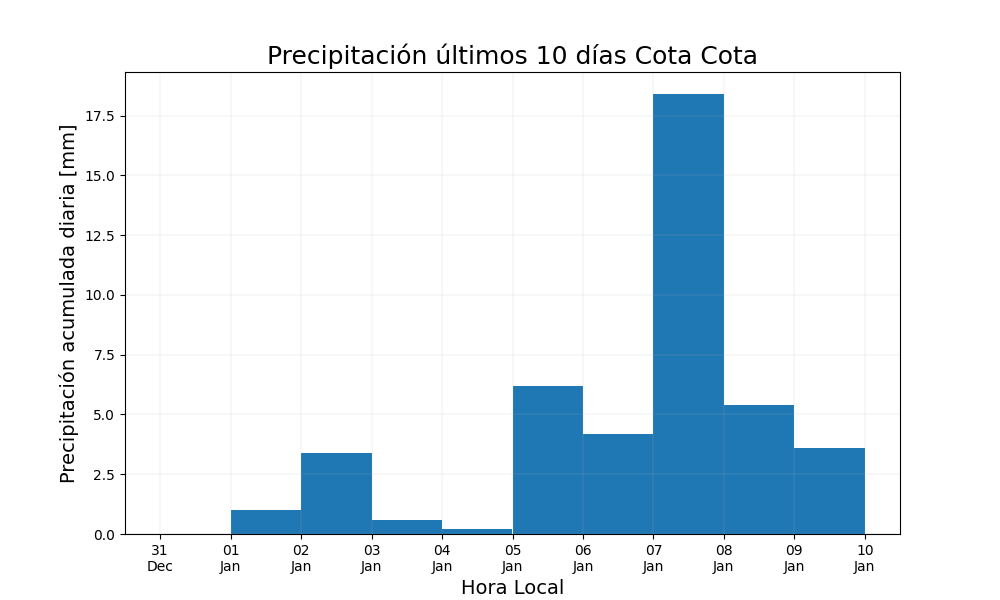 Precipitación últimos 10 días Cota Cota
Precipitación acumulada diaria [mm]
17.5
15.0
12.5
10.0
7.5
5.0
2.5
0.0
31 01 02 03 04 05 06 07 08 09 10
Dec Jan Jan Jan Jan Jan Jan Jan Jan Jan Jan
Hora Local